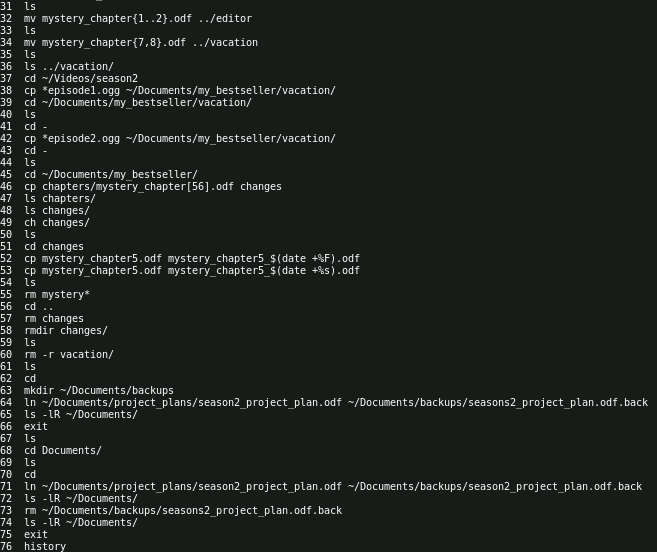 31 ls
32 mv mystery_chapter{1..2}.odf ../editor
33 ls
34 mv mystery_chapter{7,8}.odf ../vacation
35 ls
36 ls ../vacation/
37 cd ~/Videos/season2
38 cp *episode1.ogg ~/Documents/my_bestseller/vacation/
39 cd ~/Documents/my_bestseller/vacation/
40 ls
41 cd -
42 cp *episode2.ogg ~/Documents/my_bestseller/vacation/
43 cd -
44 ls
45 cd ~/Documents/my_bestseller/
46 cp chapters/mystery_chapter[56].odf changes
47 ls chapters/
48 ls changes/
49 ch changes/
50 ls
51 cd changes
52 cp mystery_chapter5.odf mystery_chapter5_$(date +%F).odf
53 cp mystery_chapter5.odf mystery_chapter5_$(date +%s).odf
54 ls
55 rm mystery*
56 cd ..
57 rm changes
58 rmdir changes/
59 ls
60 rm -r vacation/
61 ls
62 cd
63 mkdir ~/Documents/backups
64 ln ~/Documents/project_plans/season2_project_plan.odf ~/Documents/backups/seasons2_project_plan.odf.back
65 ls -lR ~/Documents/
66 exit
67 ls
68 cd Documents/
69 ls
70 cd
71 ln ~/Documents/project_plans/season2_project_plan.odf ~/Documents/backups/season2_project_plan.odf.back
72 ls -lR ~/Documents/
73 rm ~/Documents/backups/seasons2_project_plan.odf.back
74 ls -lR ~/Documents/
75 exit
76 history